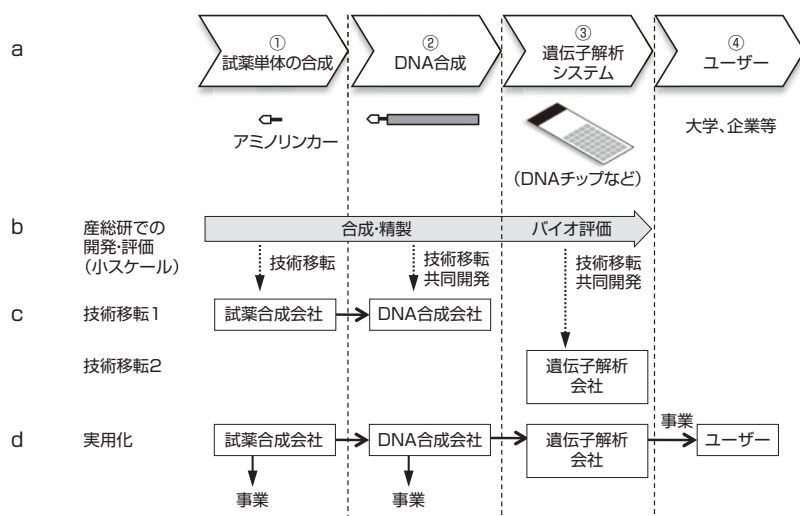 a
①
試薬単体の合成
②
DNA合成
③
遺伝子解析
システム
④
ユーザー
アミノリンカー
(DNAチップなど)
大学、企業等
b
産総研での
開発・評価
(小スケール)
合成・精製
バイオ評価
技術移転
技術移転
共同開発
技術移転
共同開発
c
技術移転1
試薬合成会社
DNA合成会社
技術移転2
遺伝子解析
会社
d
実用化
試薬合成会社
DNA合成会社
遺伝子解析
会社
事業
ユーザー
事業
事業